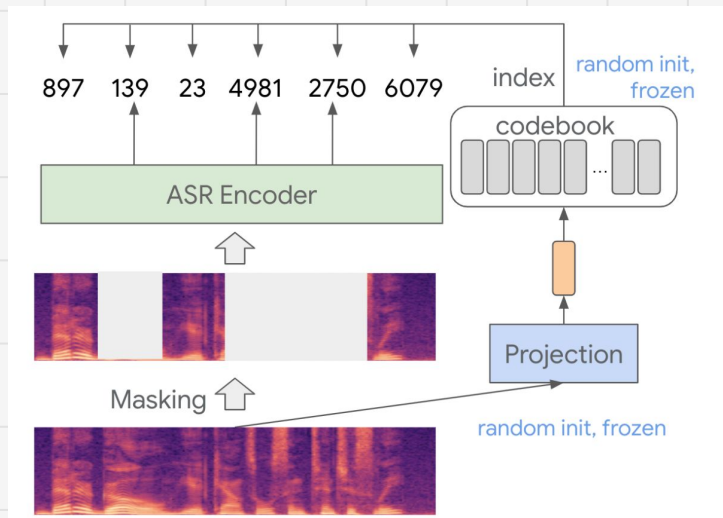 897 139 23 4981 2750 6079
index
random init,
frozen
codebook
...
ASR Encoder
Projection
Masking
random init, frozen